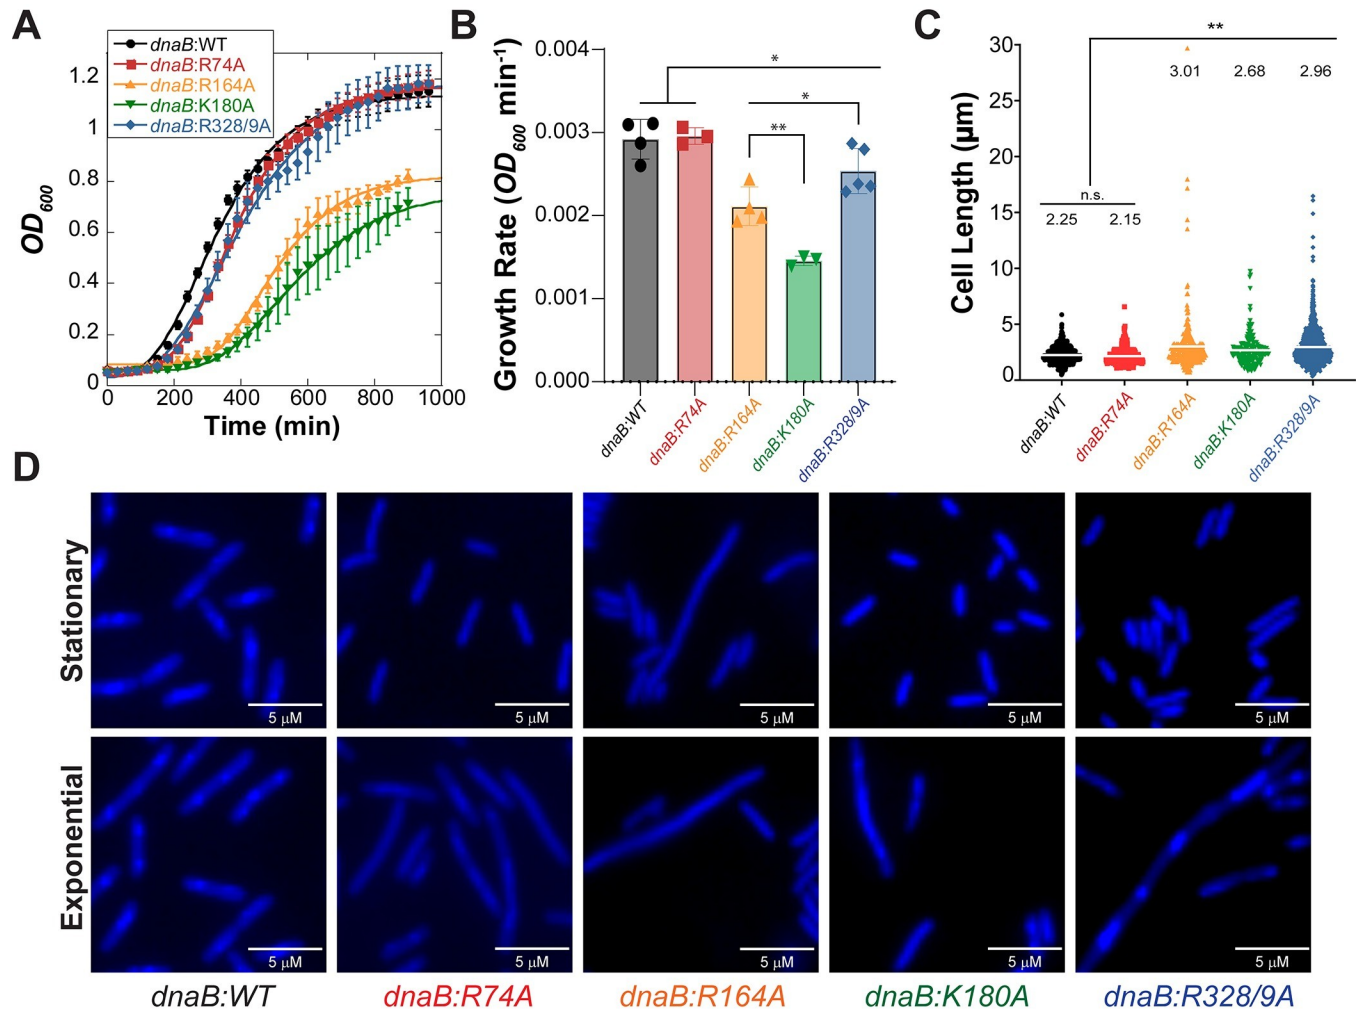 A
dnaB:WT
dnaB:R74A
dnaB:R164A
dnaB:K180A
dnaB:R328/9A
OD600
1.2
1
0.8
0.6
0.4
0.2
0
0
200
400
600
800
1000
Time (min)
B
Growth Rate (OD600 min-1)
0.004
0.003
0.002
0.001
0.000
*
*
**
dnaB:WT
dnaB:R74A
dnaB:R164A
dnaB:K180A
dnaB:R328/9A
C
Cell Length (µm)
30
25
20
15
10
5
0
**
n.s.
2.25
2.15
3.01
2.68
2.96
dnaB:WT
dnaB:R74A
dnaB:R164A
dnaB:K180A
dnaB:R328/9A
D
Stationary
5 µM
5 µM
5 µM
5 µM
5 µM
Exponential
5 µM
5 µM
5 µM
5 µM
5 µM
dnaB:WT
dnaB:R74A
dnaB:R164A
dnaB:K180A
dnaB:R328/9A